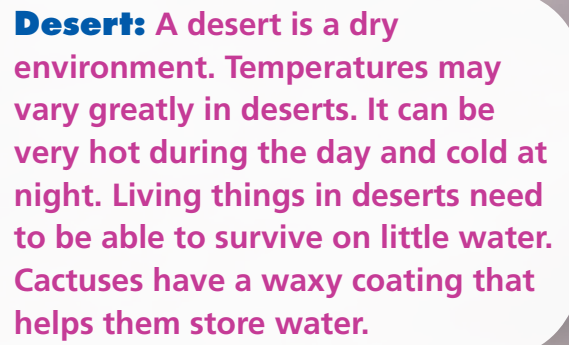 Desert: A desert is a dry
environment. Temperatures may
vary greatly in deserts. It can be
very hot during the day and cold at
night. Living things in deserts need
to be able to survive on little water.
Cactuses have a waxy coating that
helps them store water.